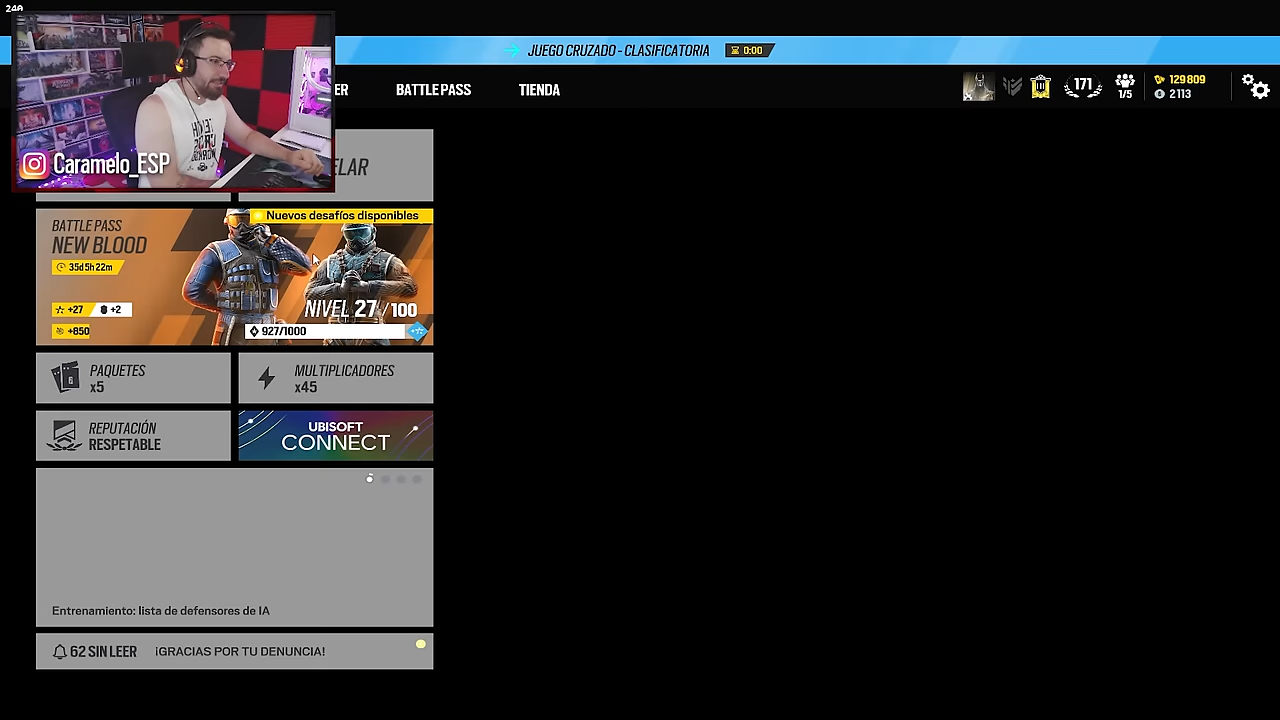 240
JUEGO CRUZADO - CLASIFICATORIA
0:00
ER
BATTLE PASS
TIENDA
171
1/5
129 809
2 113
Caramelo_ESP
ELAR
Nuevos desafíos disponibles
BATTLE PASS
NEW BLOOD
35d 5h 22m
+27
+2
NIVEL 27 / 100
+850
927/1000
PAQUETES
x5
MULTIPLICADORES
x45
REPUTACIÓN
RESPETABLE
UBISOFT
CONNECT
Entrenamiento: lista de defensores de IA
62 SIN LEER
¡GRACIAS POR TU DENUNCIA!